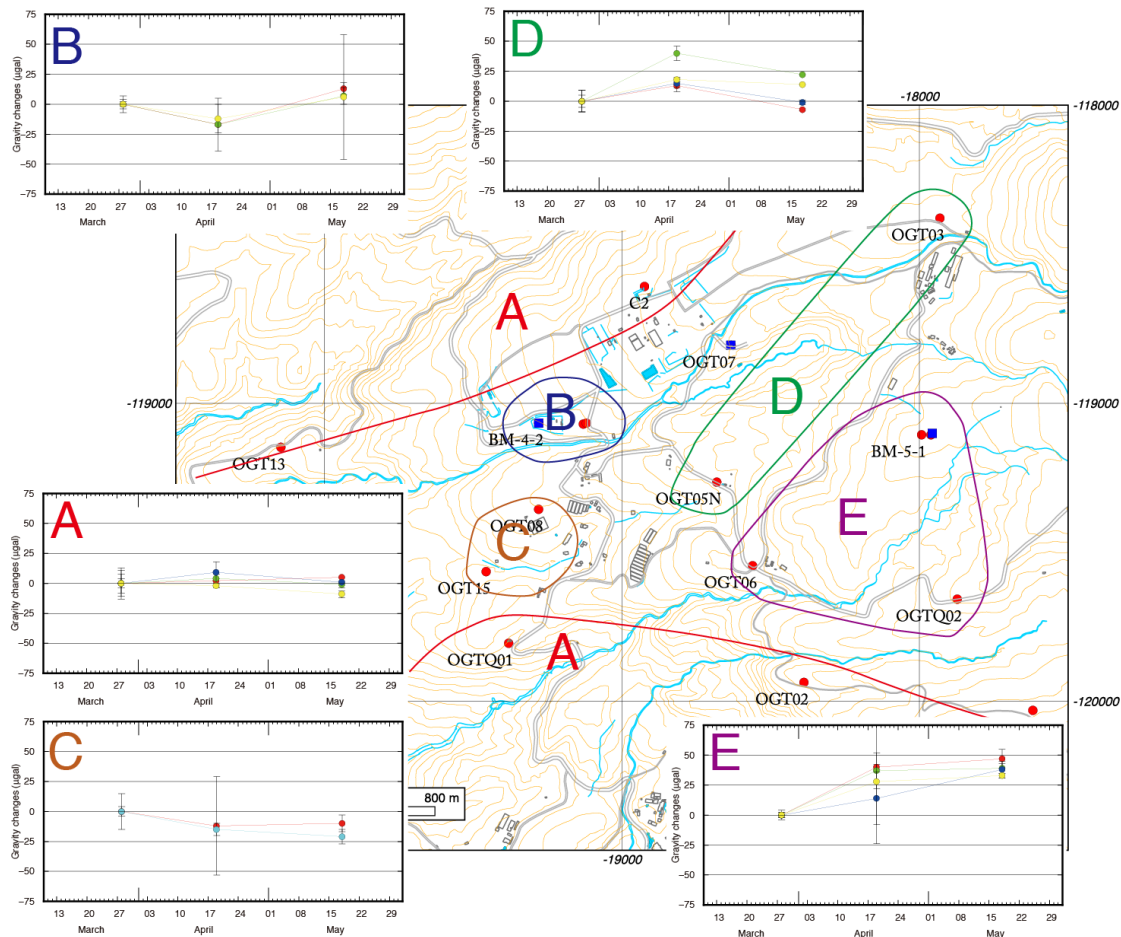 B
Gravity changes (μgal)
75
50
25
0
−25
−50
−75
13 20 27 03 10 17 24 01 08 15 22 29
March April May
D
Gravity changes (μgal)
75
50
25
0
−25
−50
−75
13 20 27 03 10 17 24 01 08 15 22 29
March April May
-18000
-118000
OGT03
A
C2
OGT07
D
B
-119000
-119000
BM-4-2
BM-5-1
OGT13
OGT05N
E
OGT08
C
OGT15
OGT06
OGTQ02
OGTQ01
A
OGT02
-120000
A
Gravity changes (μgal)
75
50
25
0
−25
−50
−75
13 20 27 03 10 17 24 01 08 15 22 29
March April May
C
Gravity changes (μgal)
75
50
25
0
−25
−50
−75
13 20 27 03 10 17 24 01 08 15 22 29
March April May
800 m
-19000
E
Gravity changes (μgal)
75
50
25
0
−25
−50
−75
13 20 27 03 10 17 24 01 08 15 22 29
March April May